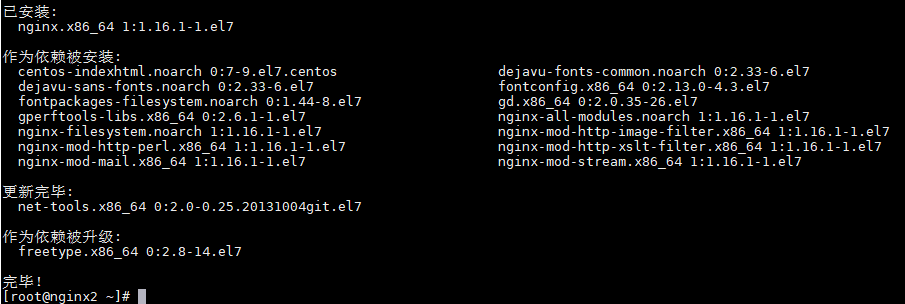 已安装:
nginx.x86_64 1:1.16.1-1.el7
作为依赖被安装:
centos-indexhtml.noarch 0:7-9.el7.centos dejavu-fonts-common.noarch 0:2.33-6.el7
dejavu-sans-fonts.noarch 0:2.33-6.el7 fontconfig.x86_64 0:2.13.0-4.3.el7
fontpackages-filesystem.noarch 0:1.44-8.el7 gd.x86_64 0:2.0.35-26.el7
gperftools-libs.x86_64 0:2.6.1-1.el7 nginx-all-modules.noarch 1:1.16.1-1.el7
nginx-filesystem.noarch 1:1.16.1-1.el7 nginx-mod-http-image-filter.x86_64 1:1.16.1-1.el7
nginx-mod-http-perl.x86_64 1:1.16.1-1.el7 nginx-mod-http-xslt-filter.x86_64 1:1.16.1-1.el7
nginx-mod-mail.x86_64 1:1.16.1-1.el7 nginx-mod-stream.x86_64 1:1.16.1-1.el7
更新完毕:
net-tools.x86_64 0:2.0-0.25.20131004git.el7
作为依赖被升级:
freetype.x86_64 0:2.8-14.el7
完毕！
[root@nginx2 ~]#